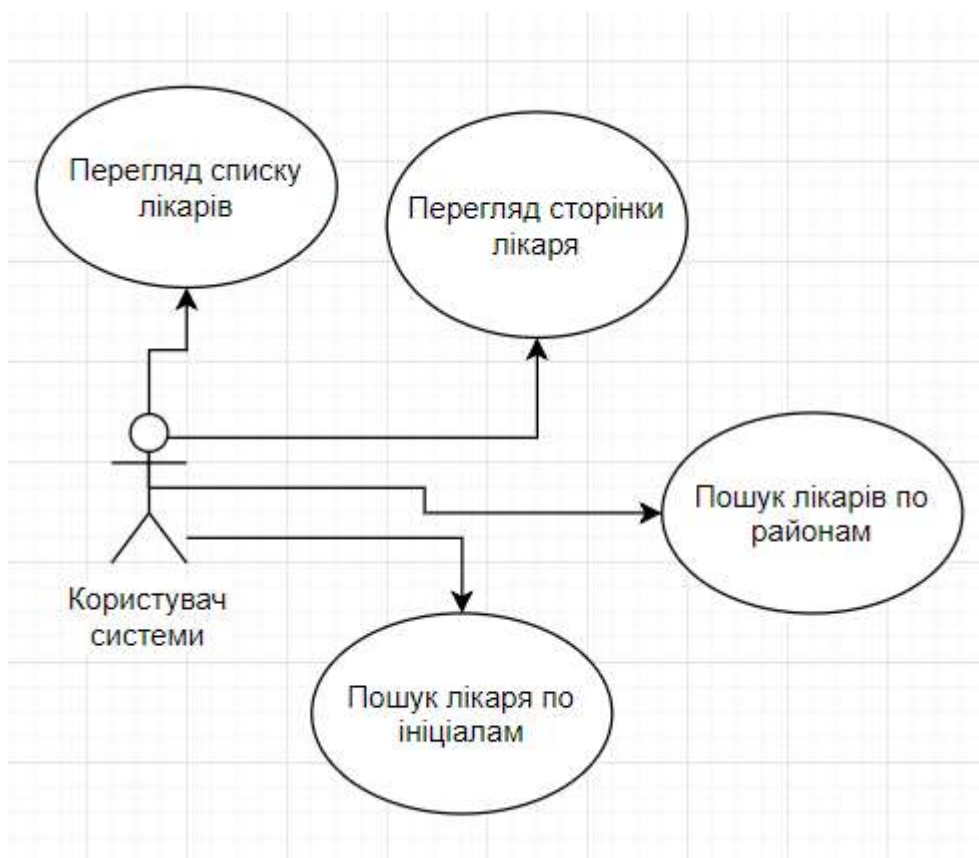 Перегляд списку
лікарів
Перегляд сторінки
лікаря
Пошук лікарів по
районам
Користувач
системи
Пошук лікаря по
ініціалам